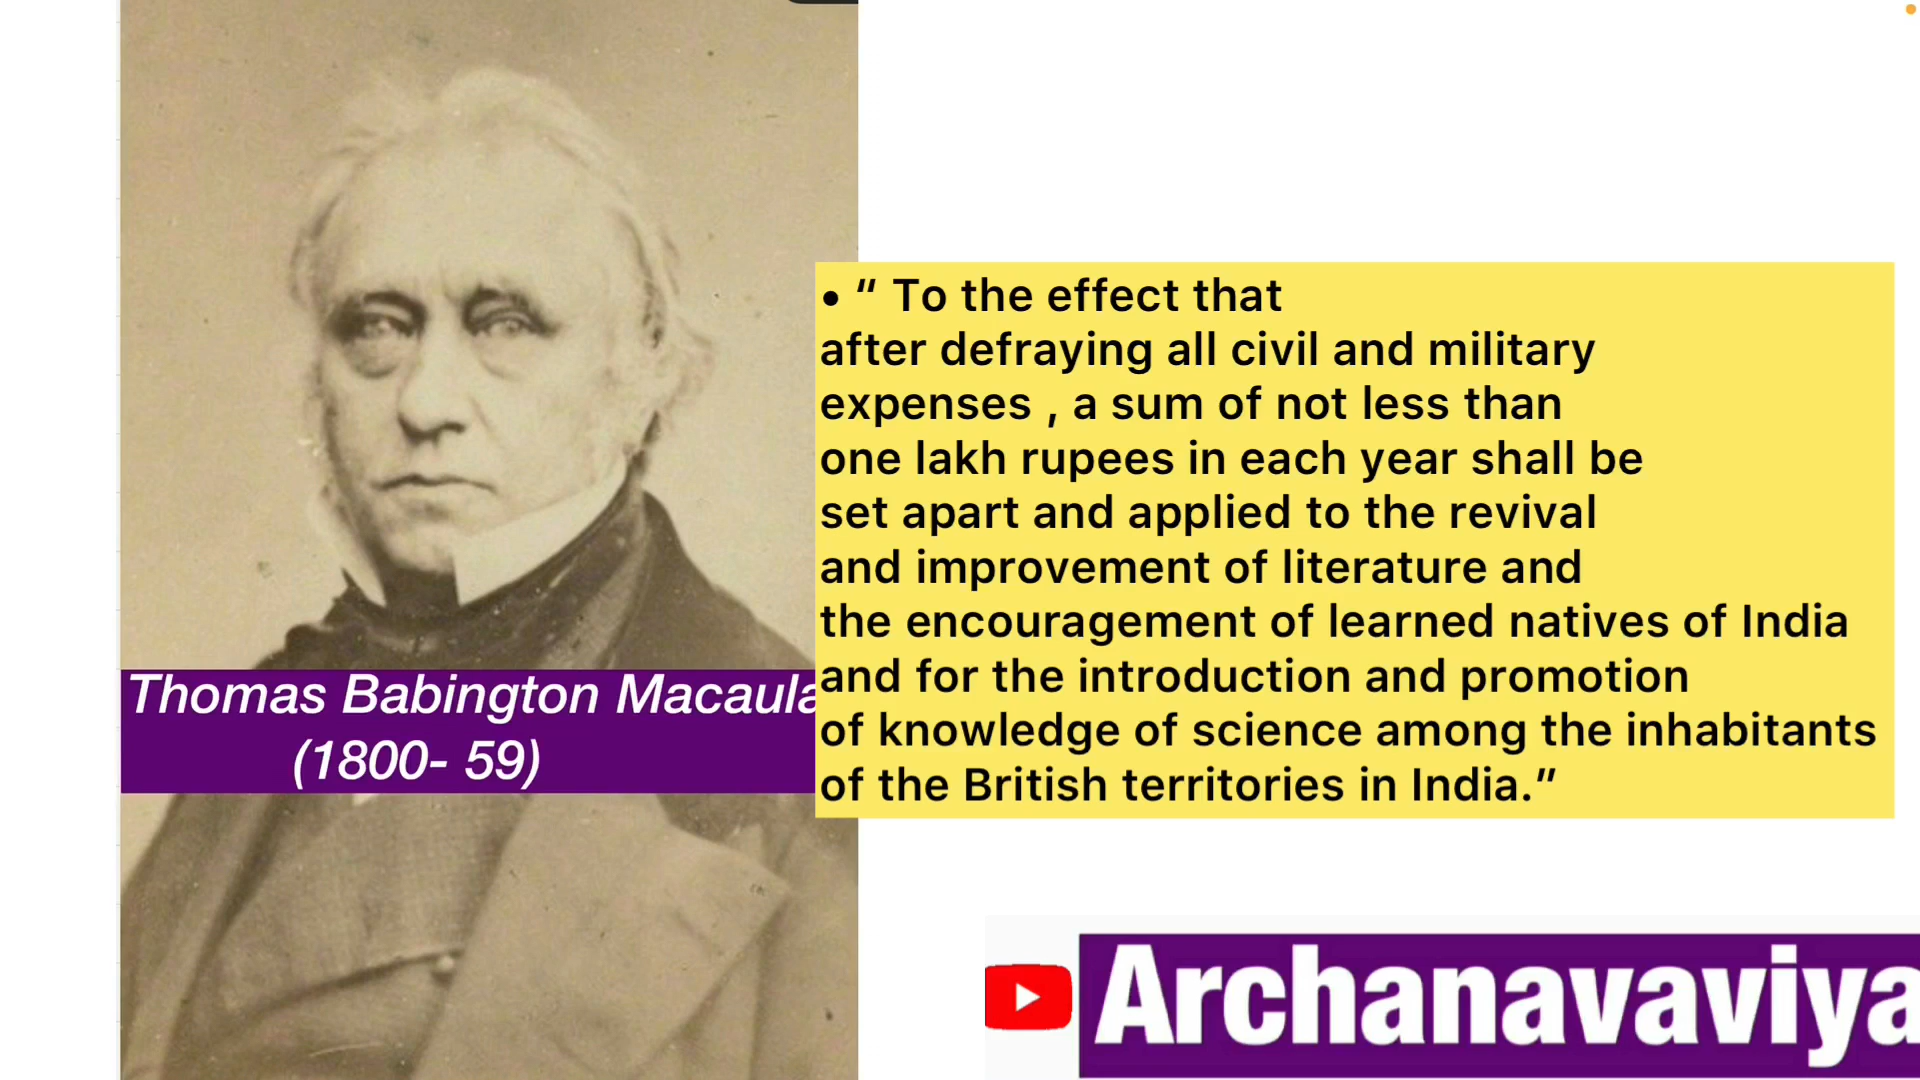 Thomas Babington Macaula
(1800- 59)
• “ To the effect that
after defraying all civil and military
expenses , a sum of not less than
one lakh rupees in each year shall be
set apart and applied to the revival
and improvement of literature and
the encouragement of learned natives of India
and for the introduction and promotion
of knowledge of science among the inhabitants
of the British territories in India.”
Archanavaviya